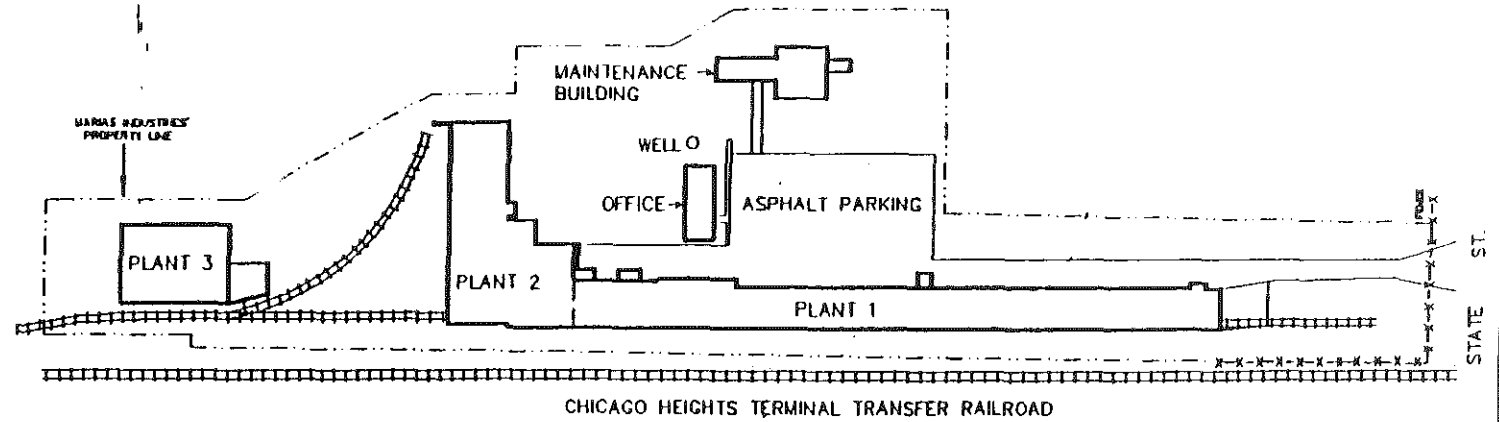 MAINTENANCE
BUILDING
INDUSTRIES'
PROPERTY LINE
WELL
OFFICE
ASPHALT PARKING
FENCE
PLANT 3
PLANT 2
PLANT 1
STATE ST.
CHICAGO HEIGHTS TERMINAL TRANSFER RAILROAD